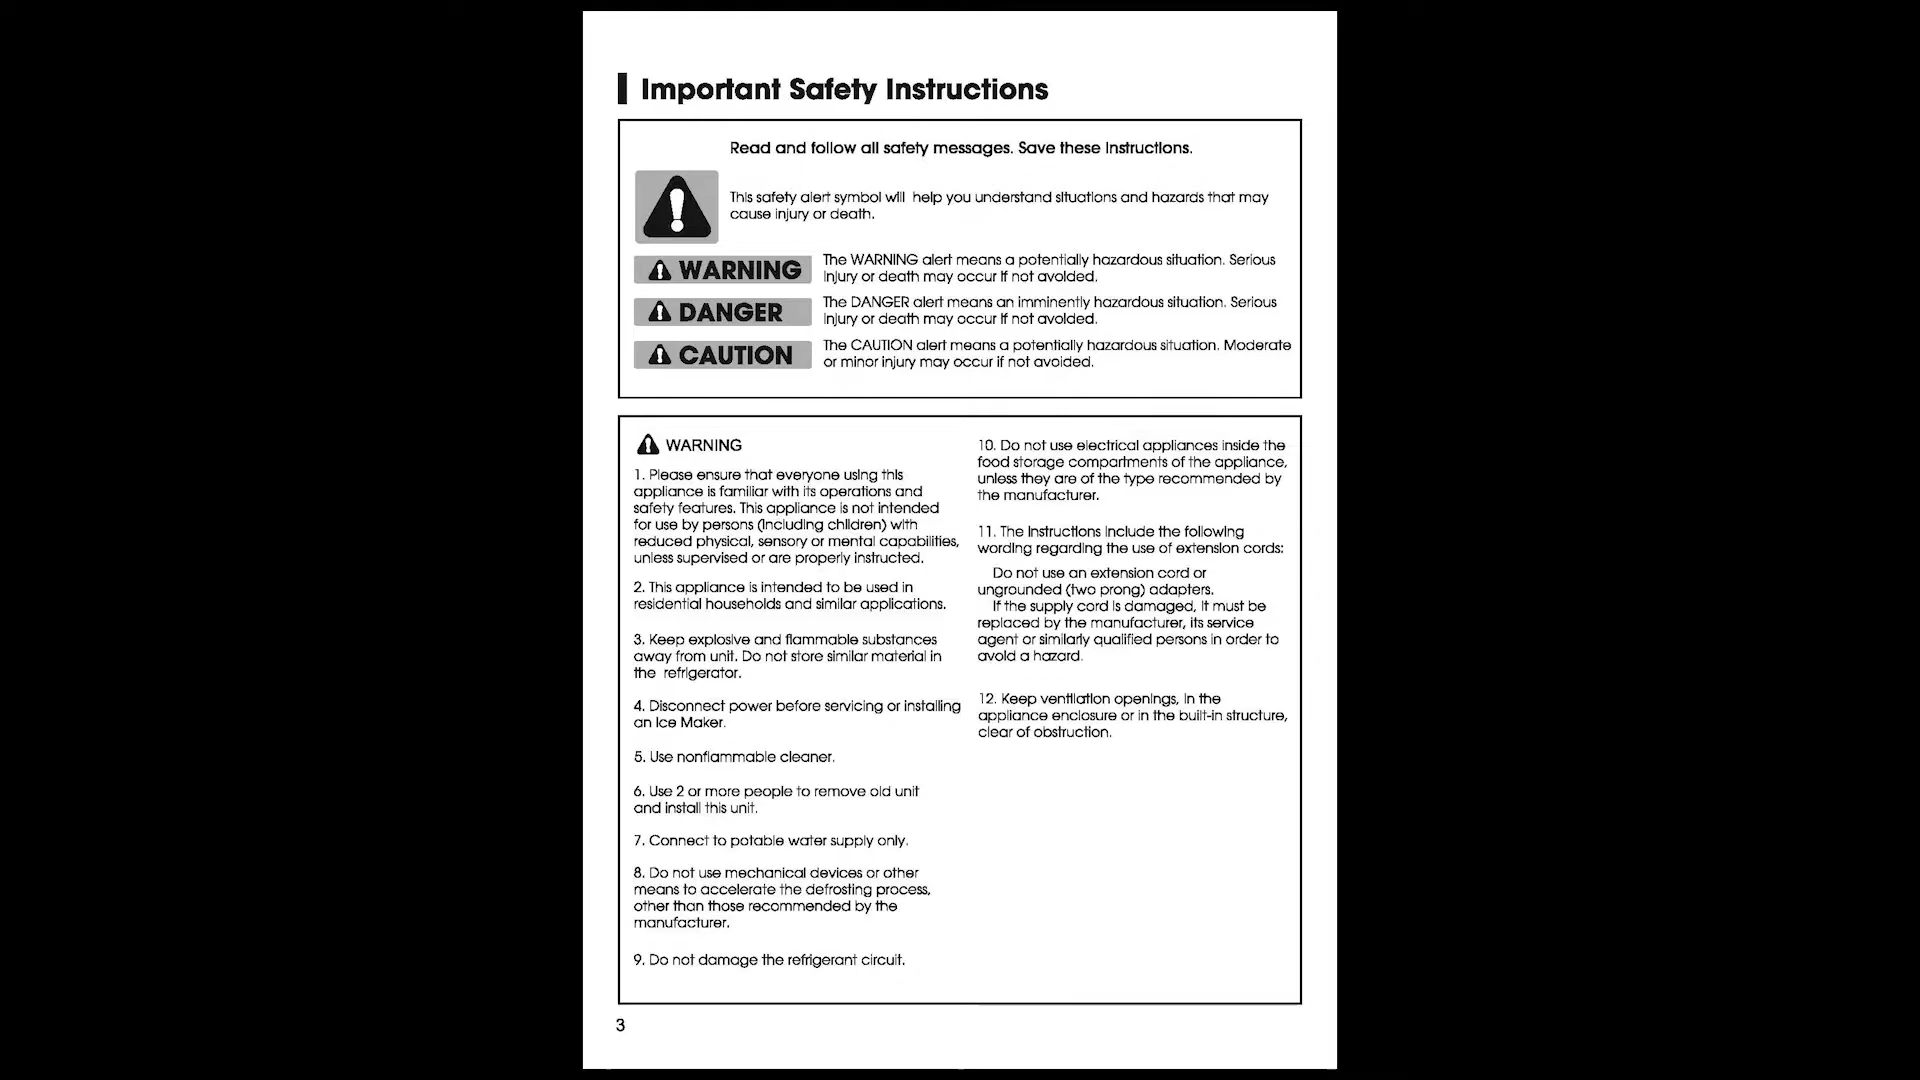 Important Safety Instructions
Read and follow all safety messages. Save these Instructions.
This safety alert symbol will help you understand situations and hazards that may
cause injury or death.
WARNING
The WARNING alert means a potentially hazardous situation. Serious
injury or death may occur if not avoided.
DANGER
The DANGER alert means an imminently hazardous situation. Serious
injury or death may occur if not avoided.
CAUTION
The CAUTION alert means a potentially hazardous situation. Moderate
or minor injury may occur if not avoided.
WARNING
1. Please ensure that everyone using this
appliance is familiar with its operations and
safety features. This appliance is not intended
for use by persons (including children) with
reduced physical, sensory or mental capabilities,
unless supervised or are properly instructed.
2. This appliance is intended to be used in
residential households and similar applications.
3. Keep explosive and flammable substances
away from unit. Do not store similar material in
the refrigerator.
4. Disconnect power before servicing or installing
an Ice Maker.
5. Use nonflammable cleaner.
6. Use 2 or more people to remove old unit
and install this unit.
7. Connect to potable water supply only.
8. Do not use mechanical devices or other
means to accelerate the defrosting process,
other than those recommended by the
manufacturer.
9. Do not damage the refrigerant circuit.
10. Do not use electrical appliances inside the
food storage compartments of the appliance,
unless they are of the type recommended by
the manufacturer.
11. The instructions include the following
wording regarding the use of extension cords:
Do not use an extension cord or
ungrounded (two prong) adapters.
If the supply cord is damaged, it must be
replaced by the manufacturer, its service
agent or similarly qualified persons in order to
avoid a hazard.
12. Keep ventilation openings, in the
appliance enclosure or in the built-in structure,
clear of obstruction.
3